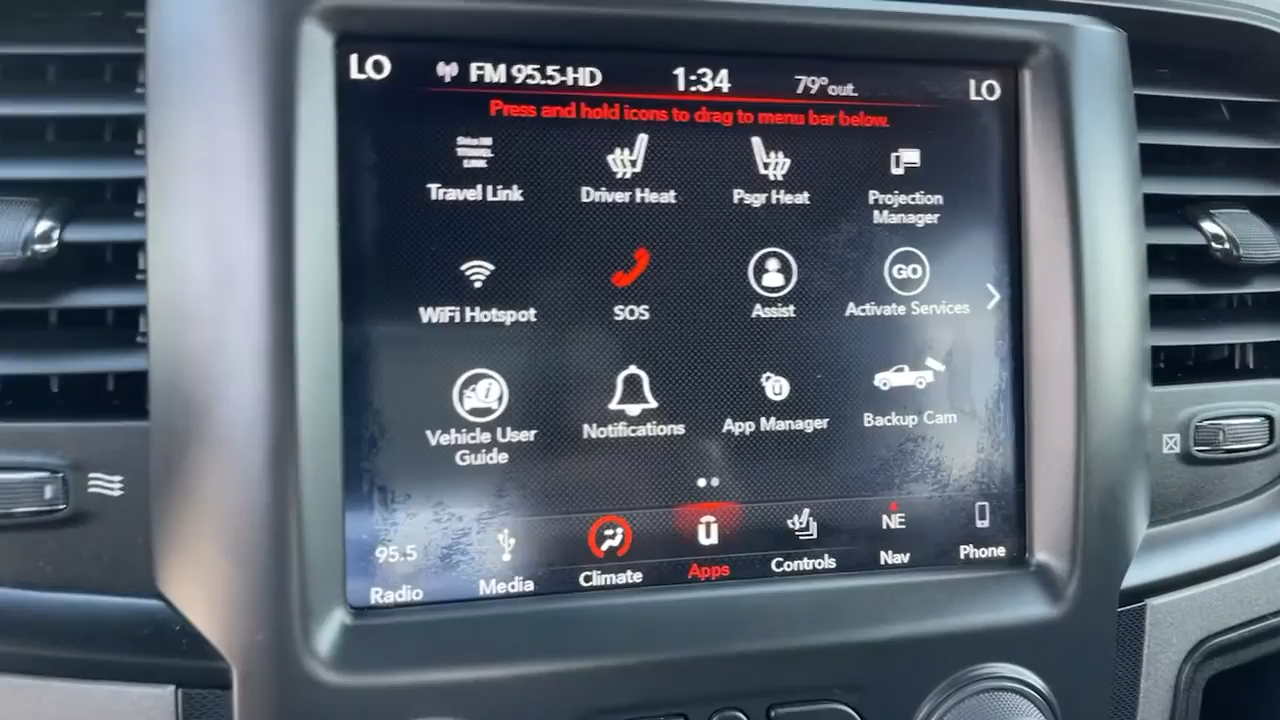 LO
FM 95.5-HD
1:34
79°out.
LO
Press and hold icons to drag to menu bar below.
TRAVEL
LINK
Travel Link
Driver Heat
Psgr Heat
Projection
Manager
WiFi Hotspot
SOS
Assist
GO
Activate Services
Vehicle User
Guide
Notifications
App Manager
Backup Cam
95.5
Radio
Media
Climate
Apps
Controls
NE
Nav
Phone